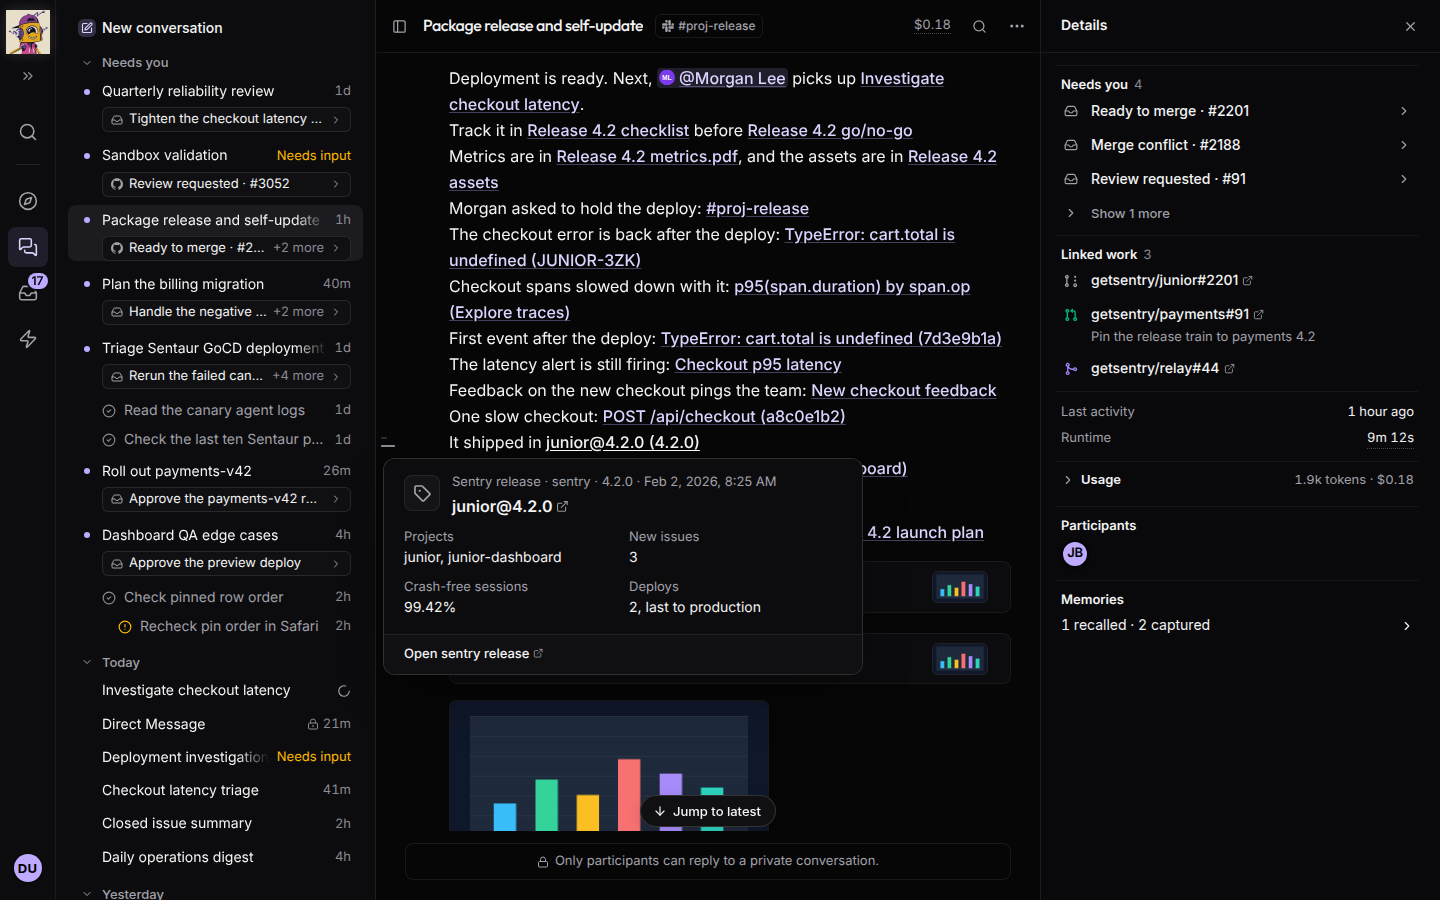 New conversation
Needs you
Quarterly reliability review 1d
Tighten the checkout latency ...
Sandbox validation Needs input
Review requested · #3052
Package release and self-update 1h
Ready to merge · #2... +2 more
17
Plan the billing migration 40m
Handle the negative ... +2 more
Triage Sentaur GoCD deployment 1d
Rerun the failed can... +4 more
Read the canary agent logs 1d
Check the last ten Sentaur p... 1d
Roll out payments-v42 26m
Approve the payments-v42 r...
Dashboard QA edge cases 4h
Approve the preview deploy
Check pinned row order 2h
Recheck pin order in Safari 2h
Today
Investigate checkout latency
Direct Message 21m
Deployment investigation Needs input
Checkout latency triage 41m
Closed issue summary 2h
Daily operations digest 4h
Yesterday
DU
Package release and self-update #proj-release $0.18
Deployment is ready. Next, ML @Morgan Lee picks up Investigate
checkout latency.
Track it in Release 4.2 checklist before Release 4.2 go/no-go
Metrics are in Release 4.2 metrics.pdf, and the assets are in Release 4.2
assets
Morgan asked to hold the deploy: #proj-release
The checkout error is back after the deploy: TypeError: cart.total is
undefined (JUNIOR-3ZK)
Checkout spans slowed down with it: p95(span.duration) by span.op
(Explore traces)
First event after the deploy: TypeError: cart.total is undefined (7d3e9b1a)
The latency alert is still firing: Checkout p95 latency
Feedback on the new checkout pings the team: New checkout feedback
One slow checkout: POST /api/checkout (a8c0e1b2)
It shipped in junior@4.2.0 (4.2.0)
board)
4.2 launch plan
Sentry release · sentry · 4.2.0 · Feb 2, 2026, 8:25 AM
junior@4.2.0
Projects New issues
junior, junior-dashboard 3
Crash-free sessions Deploys
99.42% 2, last to production
Open sentry release
Jump to latest
Only participants can reply to a private conversation.
Details
Needs you 4
Ready to merge · #2201
Merge conflict · #2188
Review requested · #91
Show 1 more
Linked work 3
getsentry/junior#2201
getsentry/payments#91
Pin the release train to payments 4.2
getsentry/relay#44
Last activity 1 hour ago
Runtime 9m 12s
Usage 1.9k tokens · $0.18
Participants
JB
Memories
1 recalled · 2 captured